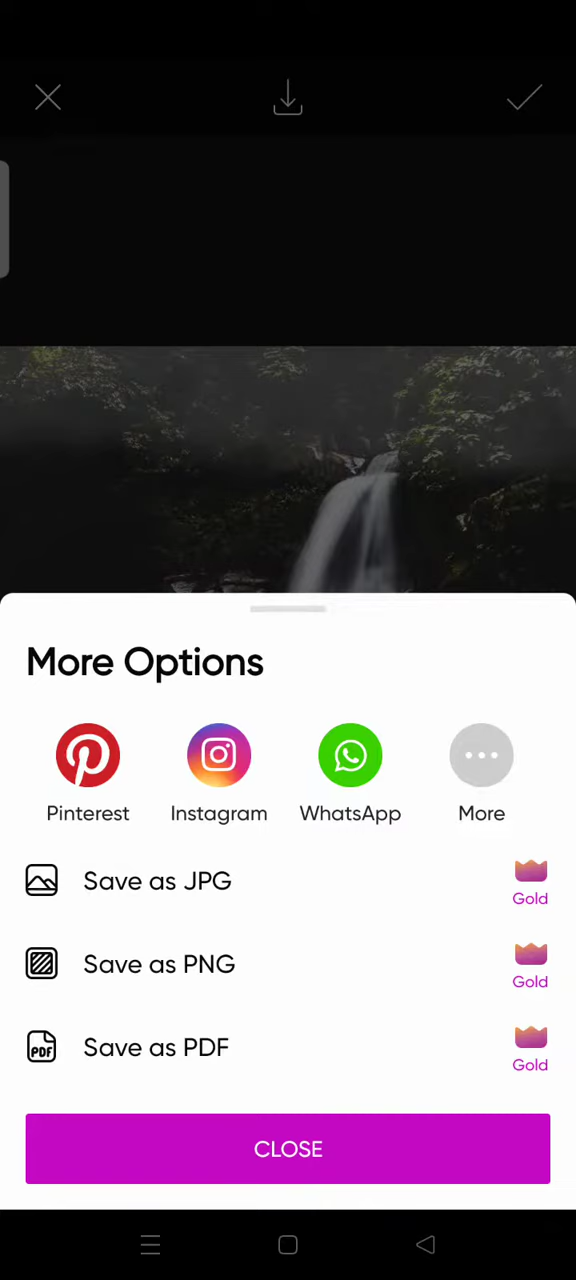 More Options
Pinterest
Instagram
WhatsApp
More
Save as JPG
Gold
Save as PNG
Gold
PDF
Save as PDF
Gold
CLOSE